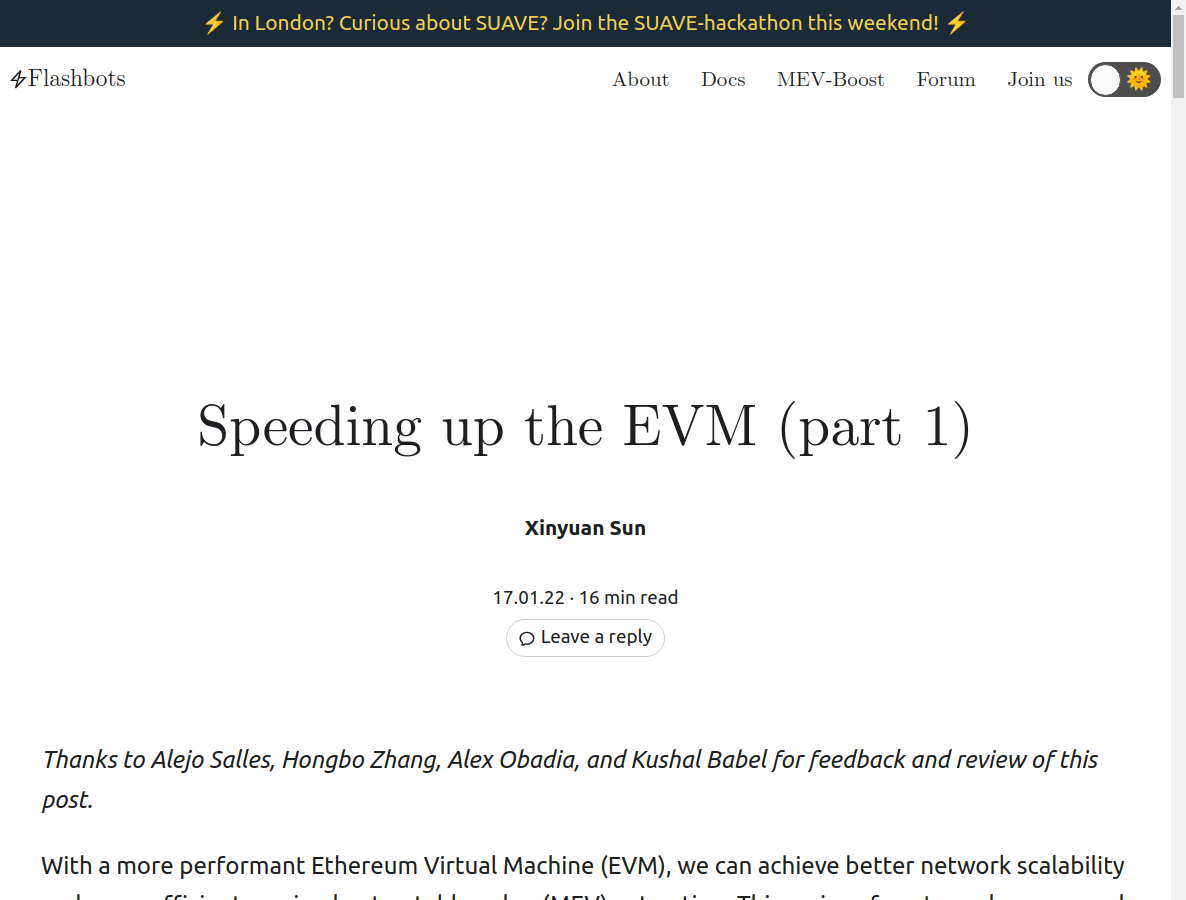 ⚡ In London? Curious about SUAVE? Join the SUAVE-hackathon this weekend! ⚡
Flashbots
About Docs MEV-Boost Forum Join us
Speeding up the EVM (part 1)
Xinyuan Sun
17.01.22 · 16 min read
Leave a reply
Thanks to Alejo Salles, Hongbo Zhang, Alex Obadia, and Kushal Babel for feedback and review of this
post.
With a more performant Ethereum Virtual Machine (EVM), we can achieve better network scalability